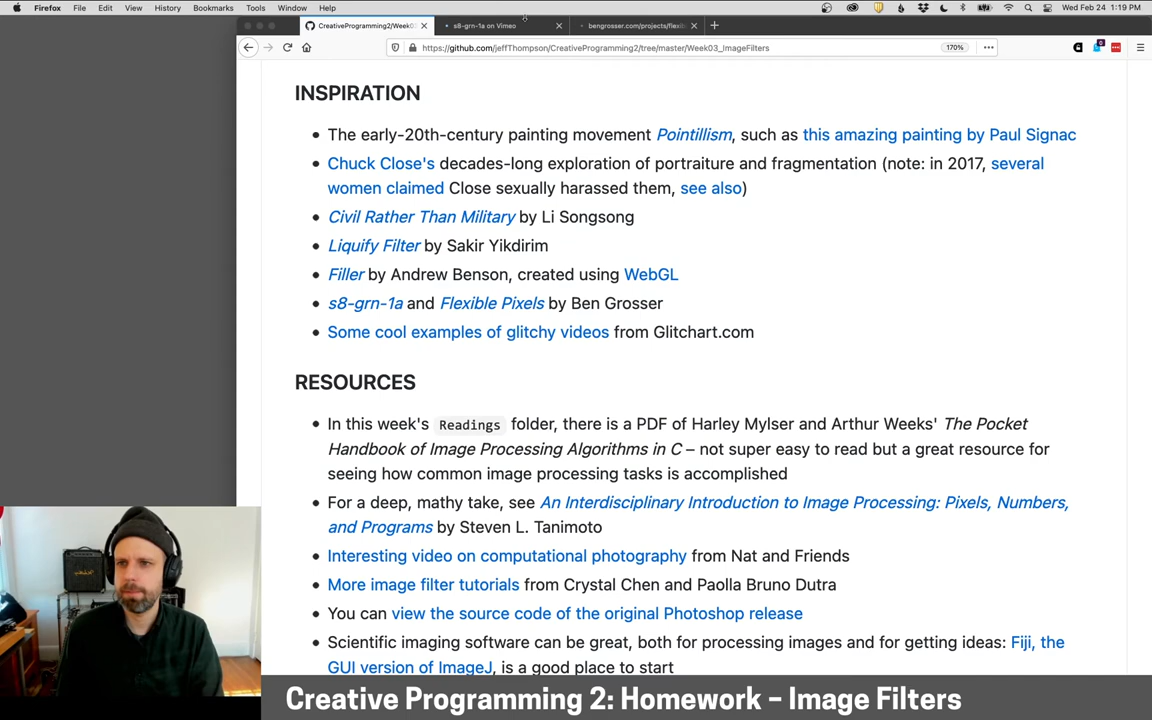 Firefox File Edit View History Bookmarks Tools Window Help Wed Feb 24 1:19 PM
CreativeProgramming2/Week03 s8-grn-1a on Vimeo bengrosser.com/projects/flexi
https://github.com/jeffThompson/CreativeProgramming2/tree/master/Week03_ImageFilters 170%
INSPIRATION
• The early-20th-century painting movement Pointillism, such as this amazing painting by Paul Signac
• Chuck Close's decades-long exploration of portraiture and fragmentation (note: in 2017, several
women claimed Close sexually harassed them, see also)
• Civil Rather Than Military by Li Songsong
• Liquify Filter by Sakir Yikdirim
• Filler by Andrew Benson, created using WebGL
• s8-grn-1a and Flexible Pixels by Ben Grosser
• Some cool examples of glitchy videos from Glitchart.com
RESOURCES
• In this week's Readings folder, there is a PDF of Harley Mylser and Arthur Weeks' The Pocket
Handbook of Image Processing Algorithms in C – not super easy to read but a great resource for
seeing how common image processing tasks is accomplished
• For a deep, mathy take, see An Interdisciplinary Introduction to Image Processing: Pixels, Numbers,
and Programs by Steven L. Tanimoto
• Interesting video on computational photography from Nat and Friends
• More image filter tutorials from Crystal Chen and Paolla Bruno Dutra
• You can view the source code of the original Photoshop release
• Scientific imaging software can be great, both for processing images and for getting ideas: Fiji, the
GUI version of ImageJ, is a good place to start
Creative Programming 2: Homework – Image Filters